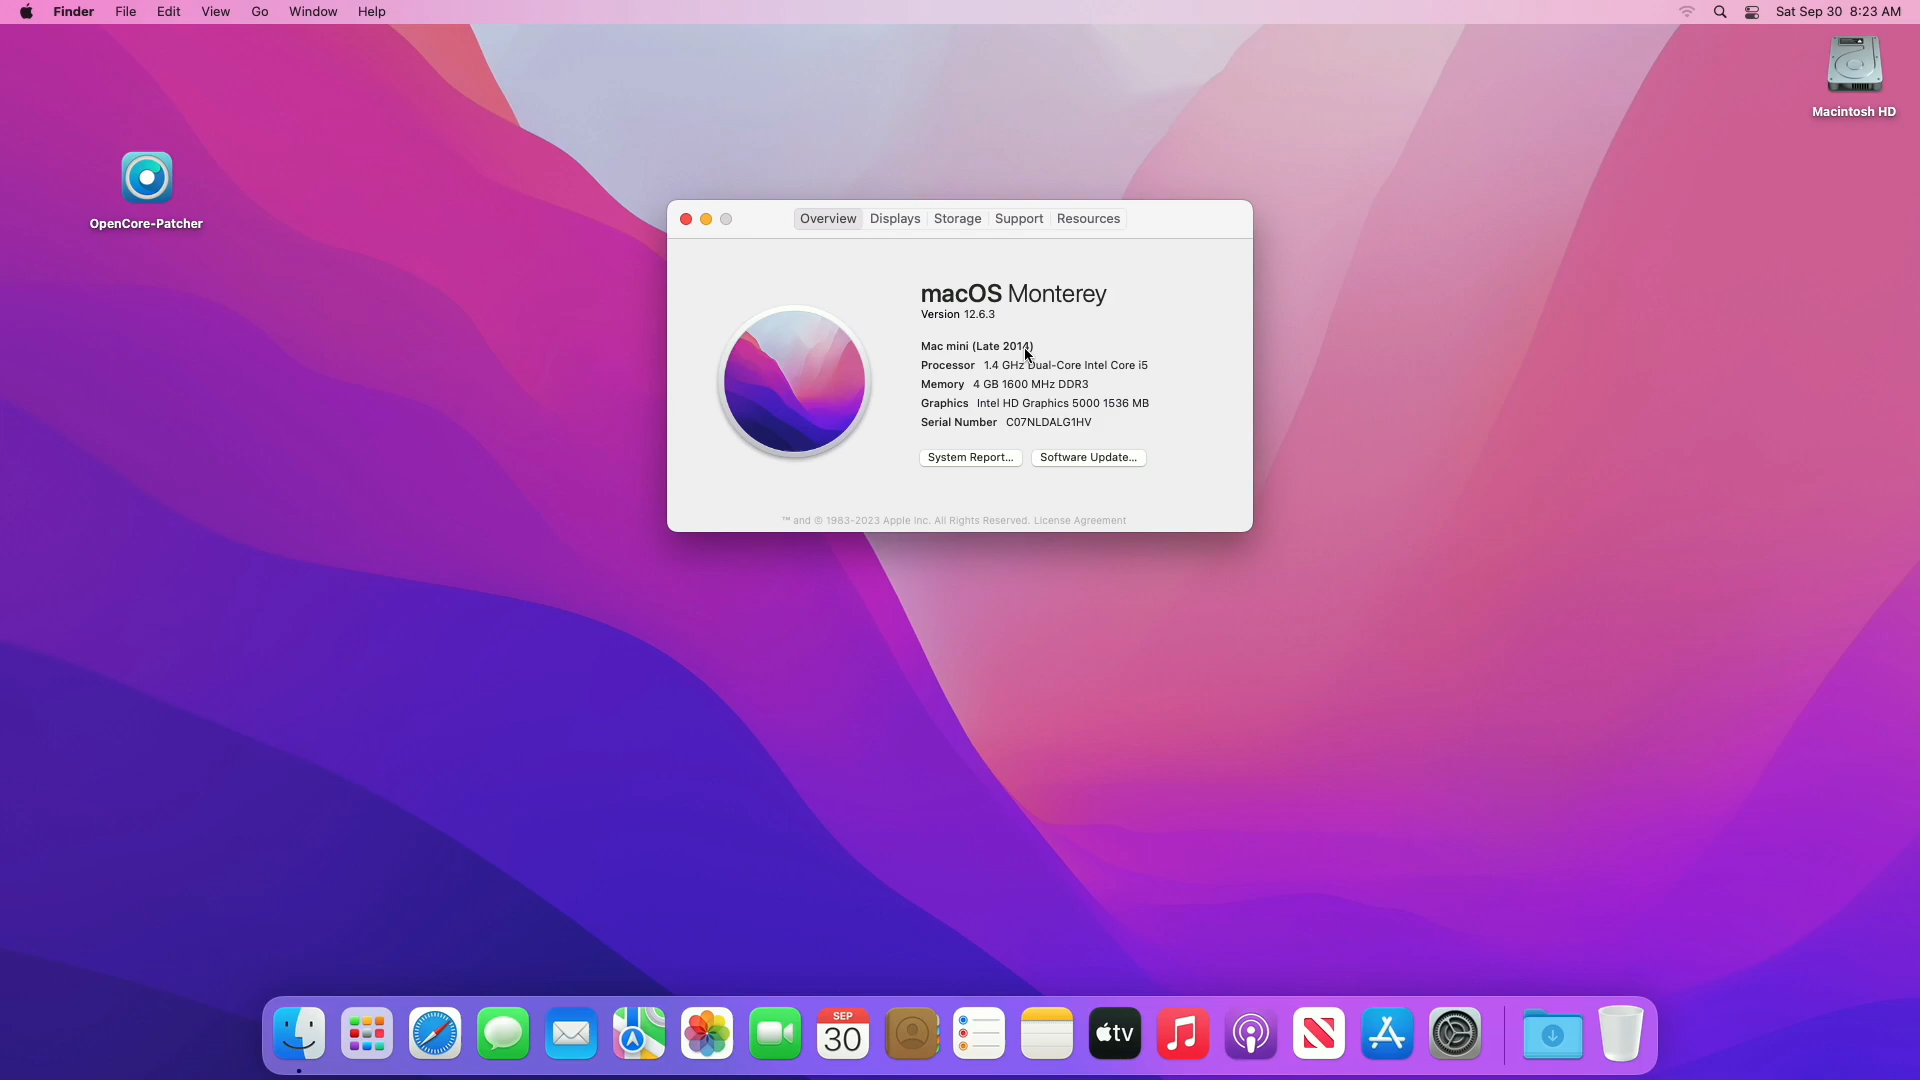 Finder File Edit View Go Window Help
Sat Sep 30 8:23 AM
Macintosh HD
OpenCore-Patcher
Overview Displays Storage Support Resources
macOS Monterey
Version 12.6.3
Mac mini (Late 2014)
Processor 1.4 GHz Dual-Core Intel Core i5
Memory 4 GB 1600 MHz DDR3
Graphics Intel HD Graphics 5000 1536 MB
Serial Number C07NLDALG1HV
System Report... Software Update...
™ and © 1983-2023 Apple Inc. All Rights Reserved. License Agreement
SEP
30
tv